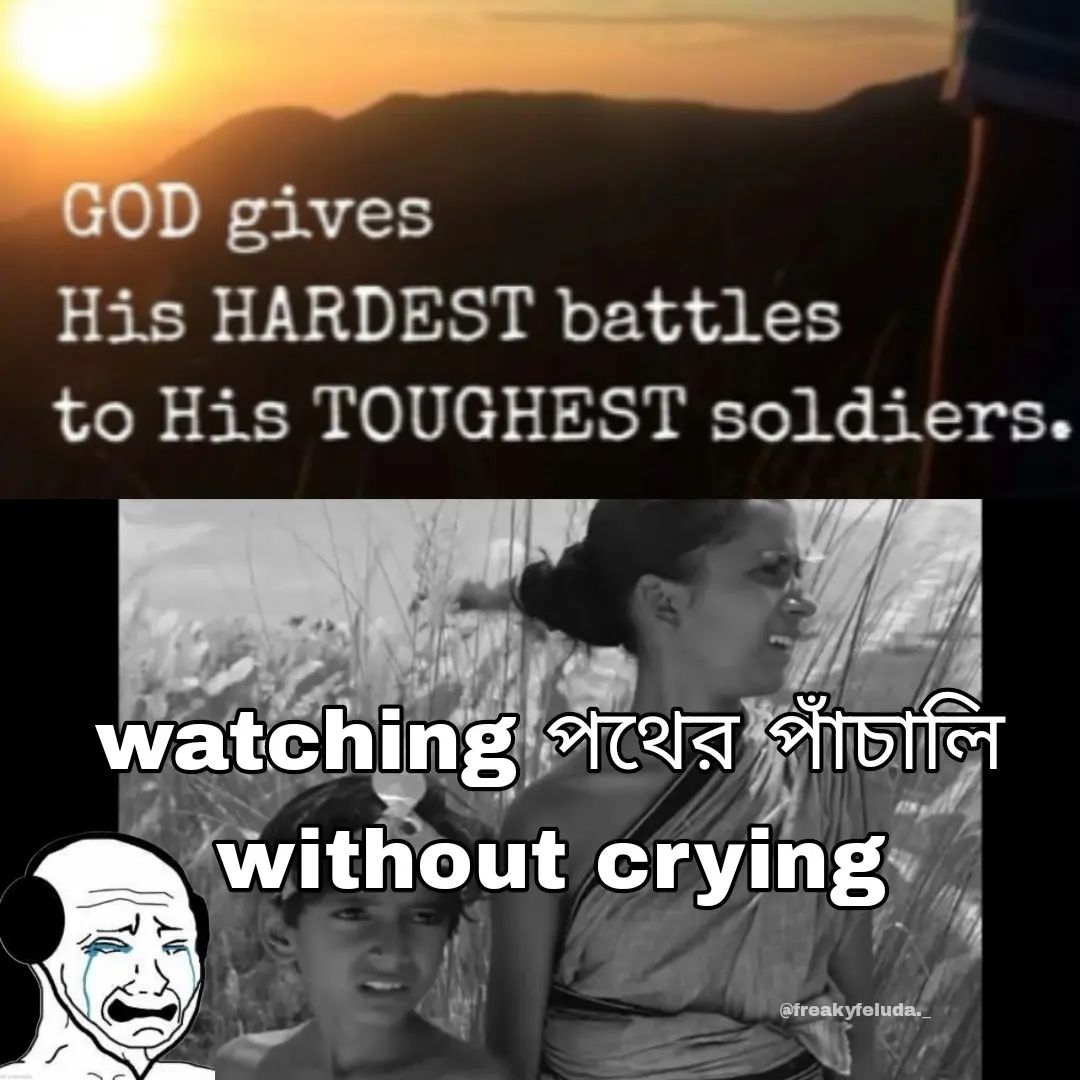 GOD gives
His HARDEST battles
to His TOUGHEST soldiers.
watching পথের পাঁচালি
without crying
@freakyfeluda._